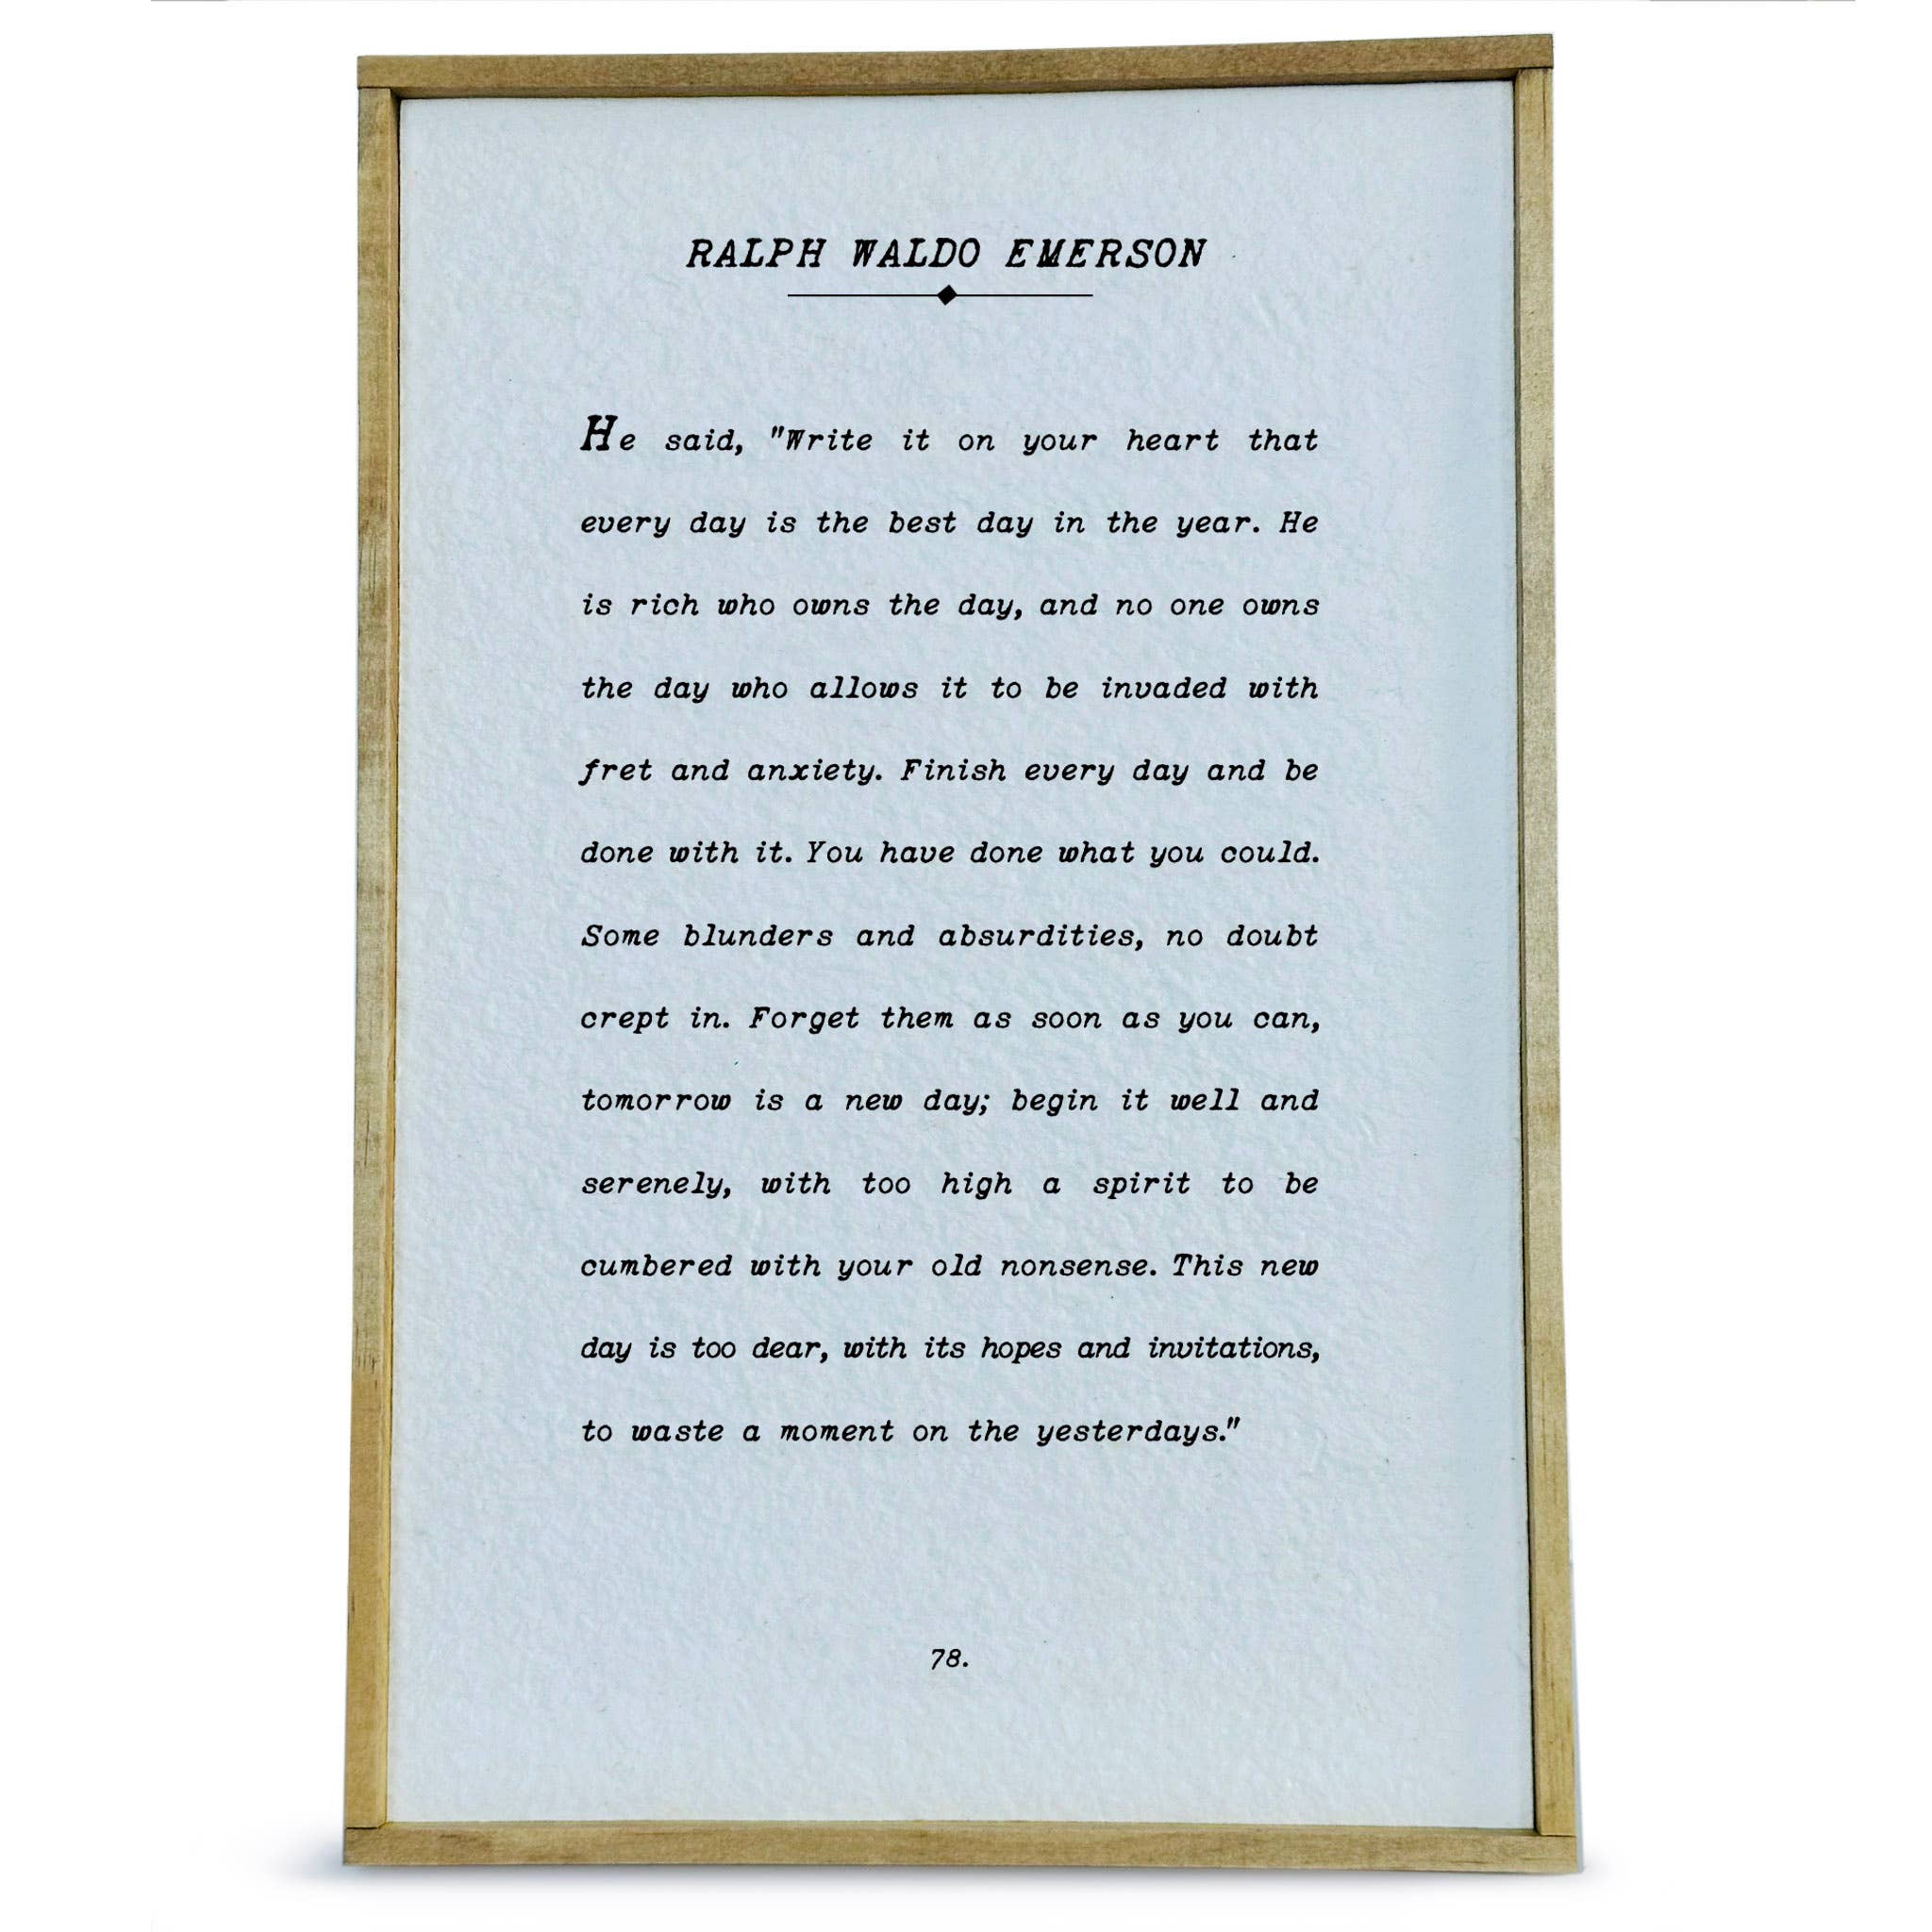 RALPH WALDO EMERSON
He said, "Write it on your heart that
every day is the best day in the year. He
is rich who owns the day, and no one owns
the day who allows it to be invaded with
fret and anxiety. Finish every day and be
done with it. You have done what you could.
Some blunders and absurdities, no doubt
crept in. Forget them as soon as you can,
tomorrow is a new day; begin it well and
serenely, with too high a spirit to be
cumbered with your old nonsense. This new
day is too dear, with its hopes and invitations,
to waste a moment on the yesterdays."
78.